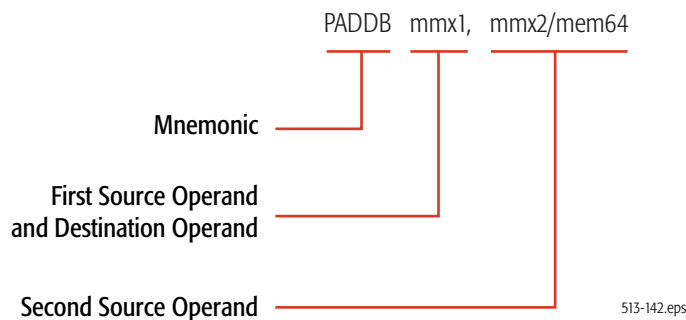 PADDB mmx1, mmx2/mem64
Mnemonic
First Source Operand
and Destination Operand
Second Source Operand
513-142.eps